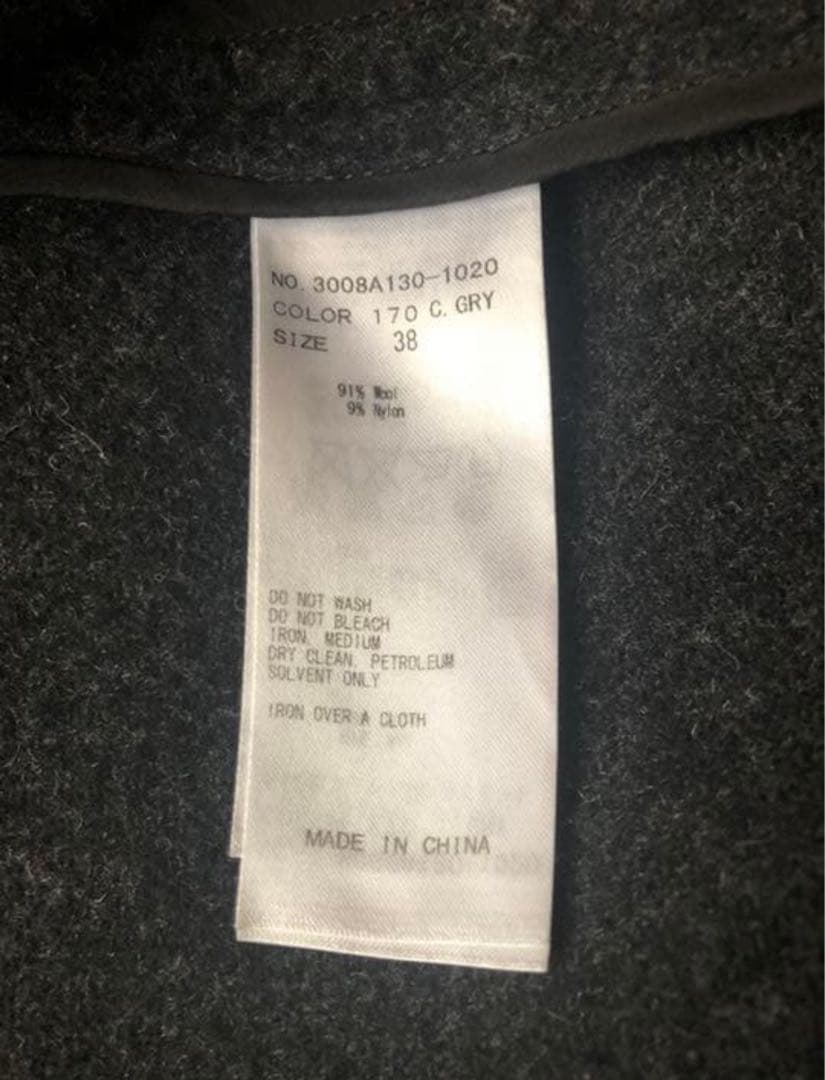 NO. 3008A130-1020
COLOR 170 C. GRY
SIZE 38
91% Wool
9% Nylon
DO NOT WASH
DO NOT BLEACH
IRON, MEDIUM
DRY CLEAN, PETROLEUM
SOLVENT ONLY
IRON OVER A CLOTH
MADE IN CHINA